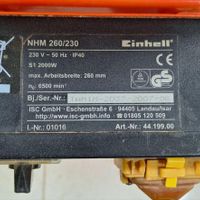 NHM 260/230
Einhell
230 V ~ 50 Hz · IP40
S1 2000W
max. Arbeitsbreite: 260 mm
n₀ 6500 min⁻¹
Bj./Ser.-Nr.:
ISC GmbH · Eschenstraße 6 · 94405 Landau/Isar
http://www.isc-gmbh.info ☎ 01805 120 509
I.-Nr.: 01016
Art.-Nr.: 44.199.00